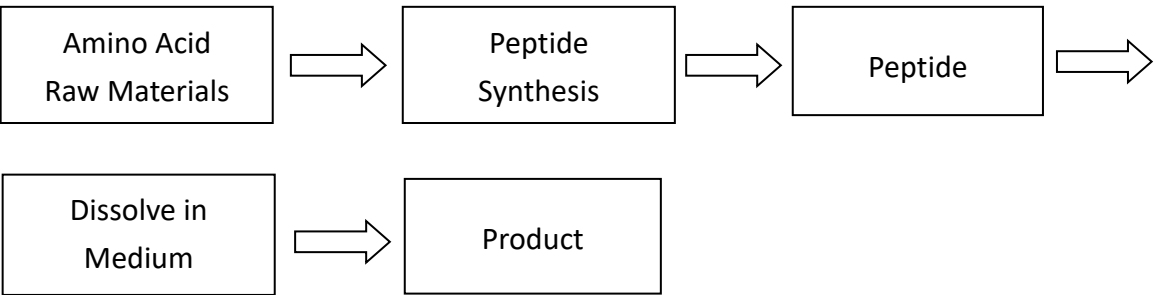 Amino Acid
Raw Materials
Peptide
Synthesis
Peptide
Dissolve in
Medium
Product